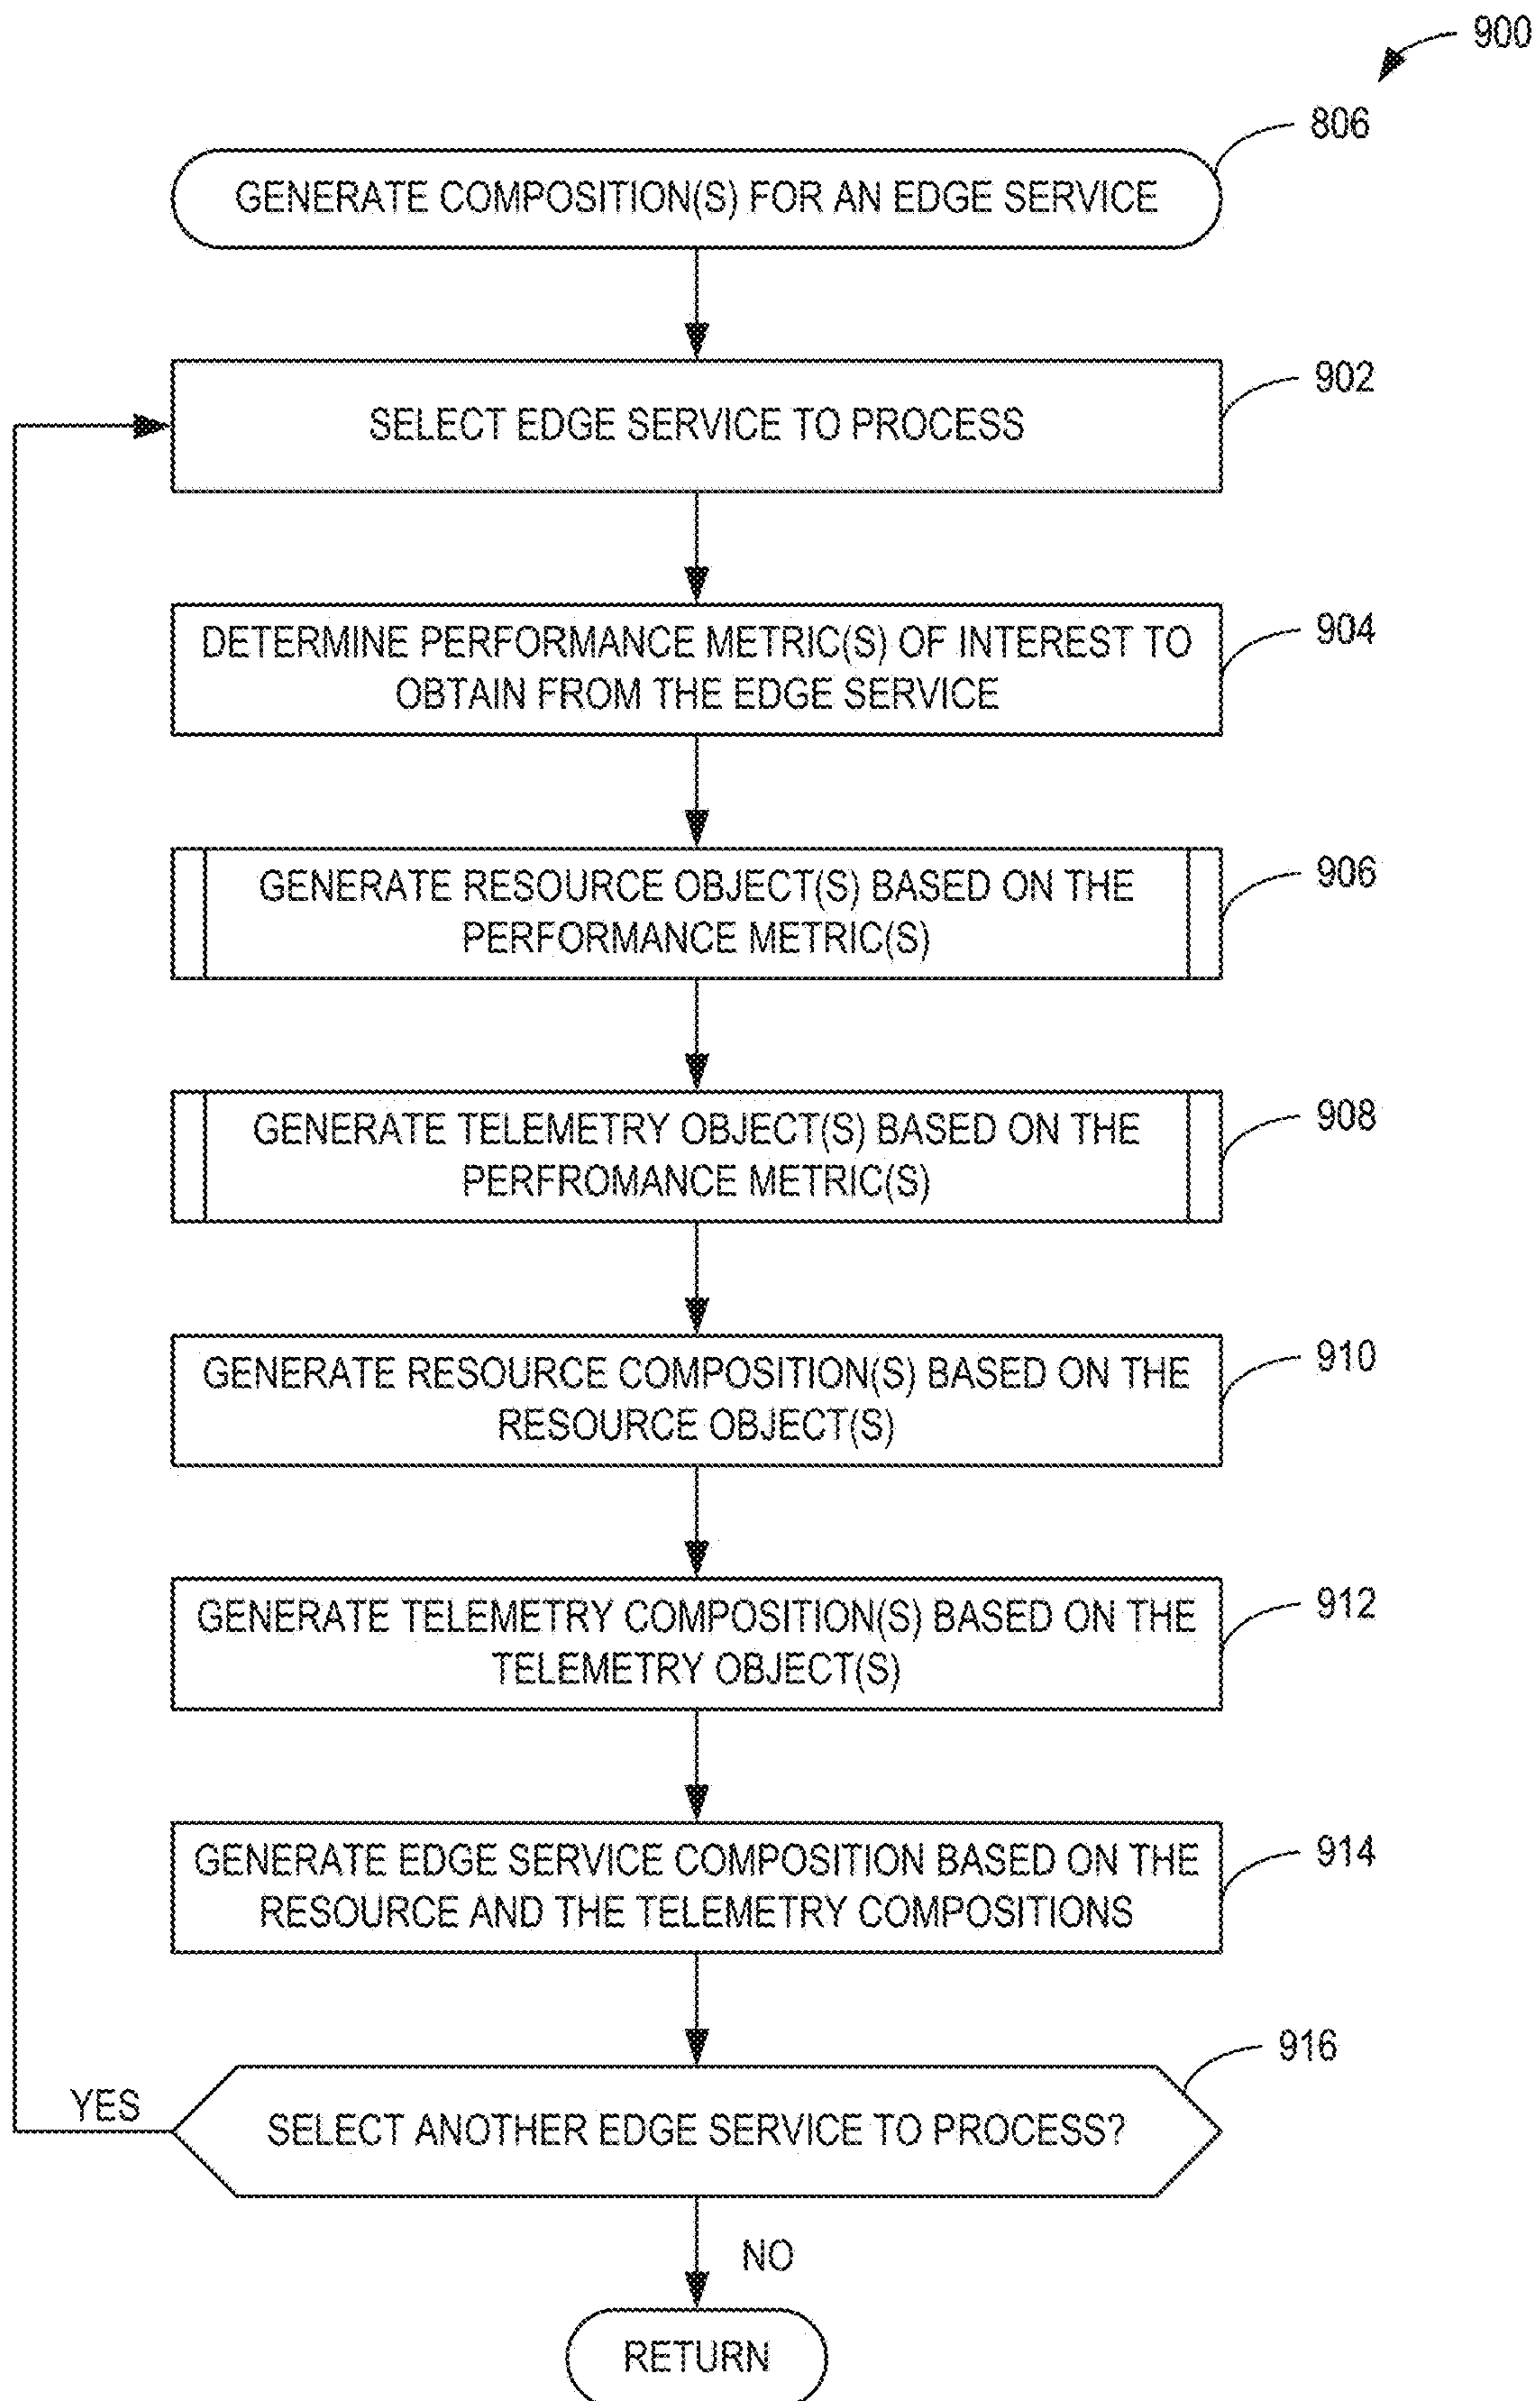 900
806
GENERATE COMPOSITION(S) FOR AN EDGE SERVICE
902
SELECT EDGE SERVICE TO PROCESS
904
DETERMINE PERFORMANCE METRIC(S) OF INTEREST TO
OBTAIN FROM THE EDGE SERVICE
906
GENERATE RESOURCE OBJECT(S) BASED ON THE
PERFORMANCE METRIC(S)
908
GENERATE TELEMETRY OBJECT(S) BASED ON THE
PERFROMANCE METRIC(S)
910
GENERATE RESOURCE COMPOSITION(S) BASED ON THE
RESOURCE OBJECT(S)
912
GENERATE TELEMETRY COMPOSITION(S) BASED ON THE
TELEMETRY OBJECT(S)
914
GENERATE EDGE SERVICE COMPOSITION BASED ON THE
RESOURCE AND THE TELEMETRY COMPOSITIONS
916
YES
SELECT ANOTHER EDGE SERVICE TO PROCESS?
NO
RETURN